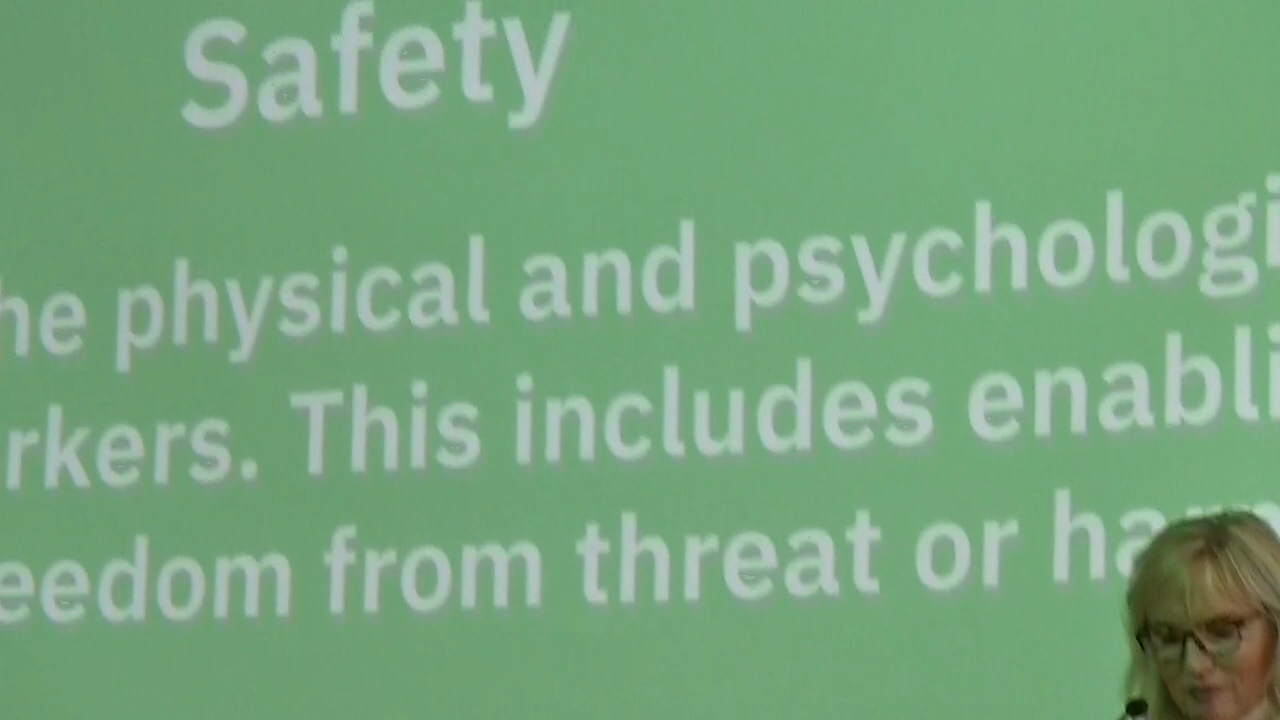 Safety
he physical and psychologi
rkers. This includes enabli
eedom from threat or ha